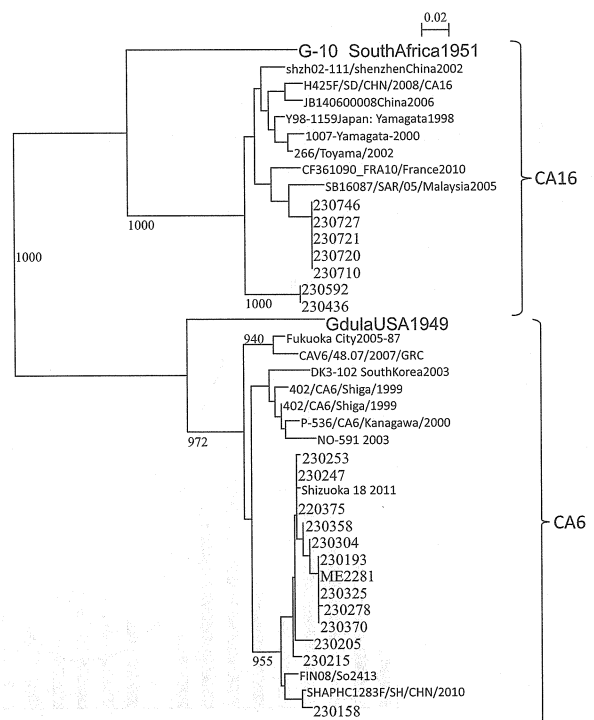 0.02
G-10 SouthAfrica1951
shzh02-111/shenzhenChina2002
H425F/SD/CHN/2008/CA16
JB140600008China2006
Y98-1159Japan: Yamagata1998
1007-Yamagata-2000
266/Toyama/2002
CF361090_FRA10/France2010
SB16087/SAR/05/Malaysia2005
CA16
230746
230727
1000
230721
230720
1000
230710
230592
1000
230436
GdulaUSA1949
940
Fukuoka City2005-87
CAV6/48.07/2007/GRC
DK3-102 SouthKorea2003
402/CA6/Shiga/1999
402/CA6/Shiga/1999
P-536/CA6/Kanagawa/2000
972
NO-591 2003
230253
230247
Shizuoka 18 2011
220375
CA6
230358
230304
230193
ME2281
230325
230278
230370
230205
955
230215
FIN08/So2413
SHAPHC1283F/SH/CHN/2010
230158